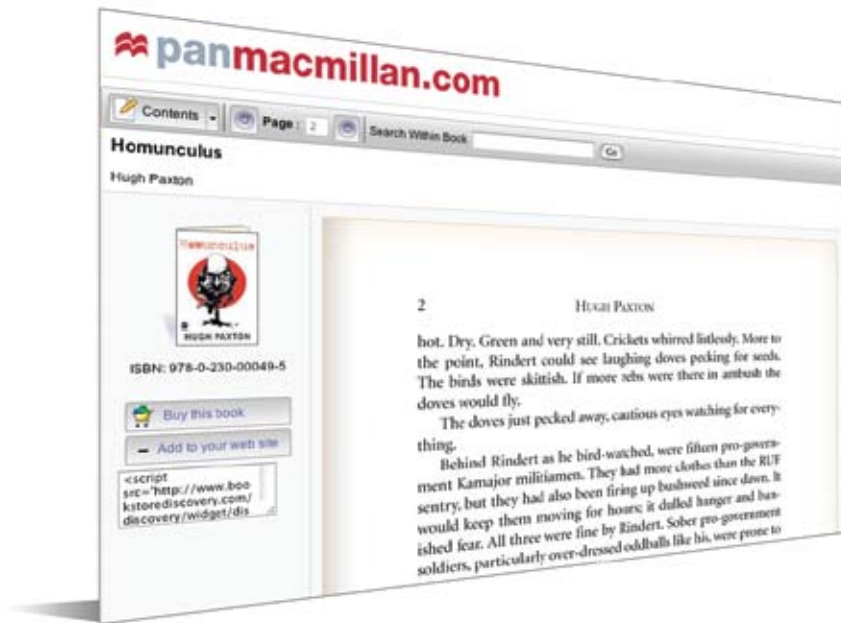 panmacmillan.com
Contents Page : 2 Search Within Book Go
Homunculus
Hugh Paxton
Homunculus
HUGH PAXTON
ISBN: 978-0-230-00049-5
Buy this book
Add to your web site
<script
src='http://www.boo
kstorediscovery.com/
discovery/widget/dis
2 HUGH PAXTON
hot. Dry. Green and very still. Crickets whirred listlessly. More to
the point, Rindert could see laughing doves pecking for seeds.
The birds were skittish. If more rebs were there in ambush the
doves would fly.
The doves just pecked away, cautious eyes watching for every-
thing.
Behind Rindert as he bird-watched, were fifteen pro-govern-
ment Kamajor militiamen. They had more clothes than the RUF
sentry, but they had also been firing up bushweed since dawn. It
would keep them moving for hours; it dulled hunger and ban-
ished fear. All three were fine by Rindert. Sober pro-government
soldiers, particularly over-dressed oddballs like his, were prone to